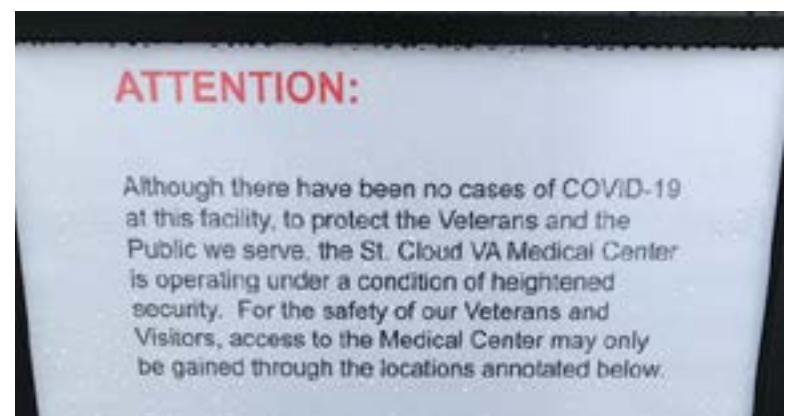 ATTENTION:
Although there have been no cases of COVID-19
at this facility, to protect the Veterans and the
Public we serve, the St. Cloud VA Medical Center
is operating under a condition of heightened
security. For the safety of our Veterans and
Visitors, access to the Medical Center may only
be gained through the locations annotated below.